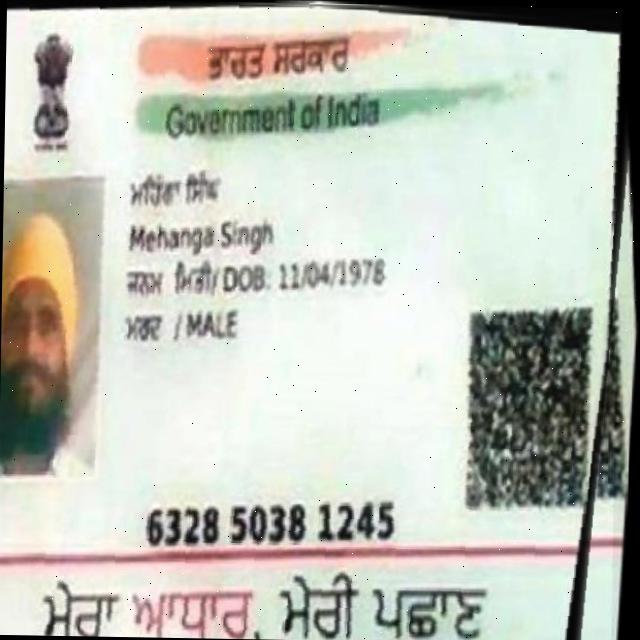 ਭਾਰਤ ਸਰਕਾਰ
Government of India
ਮਹਿੰਗਾ ਸਿੰਘ
Mehanga Singh
ਜਨਮ ਮਿਤੀ/ DOB: 11/04/1978
ਮਰਦ / MALE
6328 5038 1245
ਮੇਰਾ ਆਧਾਰ, ਮੇਰੀ ਪਛਾਣ